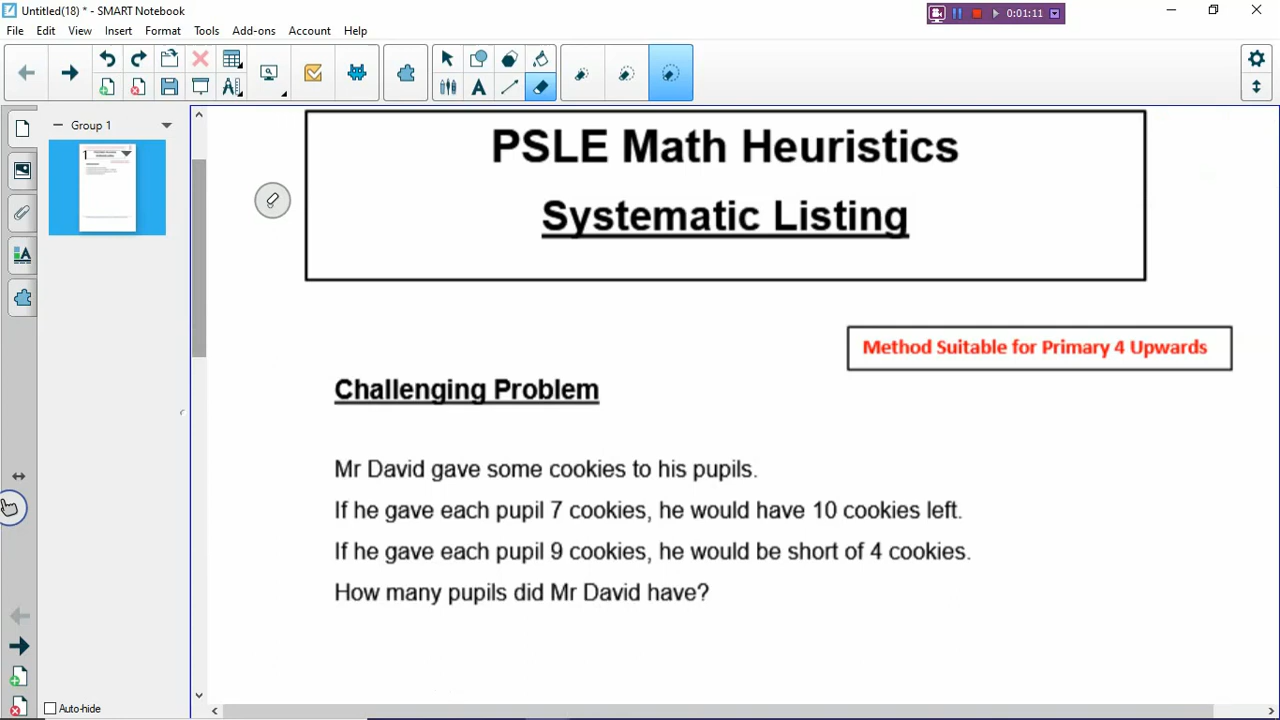 Untitled(18) * - SMART Notebook
00:01:11
File Edit View Insert Format Tools Add-ons Account Help
Group 1
1
PSLE Math Heuristics
Systematic Listing
Method Suitable for Primary 4 Upwards
Challenging Problem
Mr David gave some cookies to his pupils.
If he gave each pupil 7 cookies, he would have 10 cookies left.
If he gave each pupil 9 cookies, he would be short of 4 cookies.
How many pupils did Mr David have?
Auto-hide